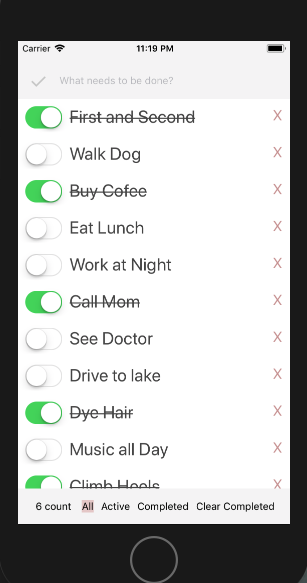 Carrier 11:19 PM
What needs to be done?
First and Second X
Walk Dog X
Buy Cofee X
Eat Lunch X
Work at Night X
Call Mom X
See Doctor X
Drive to lake X
Dye Hair X
Music all Day X
Climb Heels X
6 count All Active Completed Clear Completed